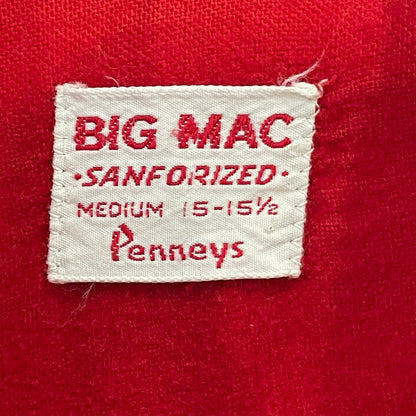 BIG MAC
·SANFORIZED·
MEDIUM 15-15½
Penneys